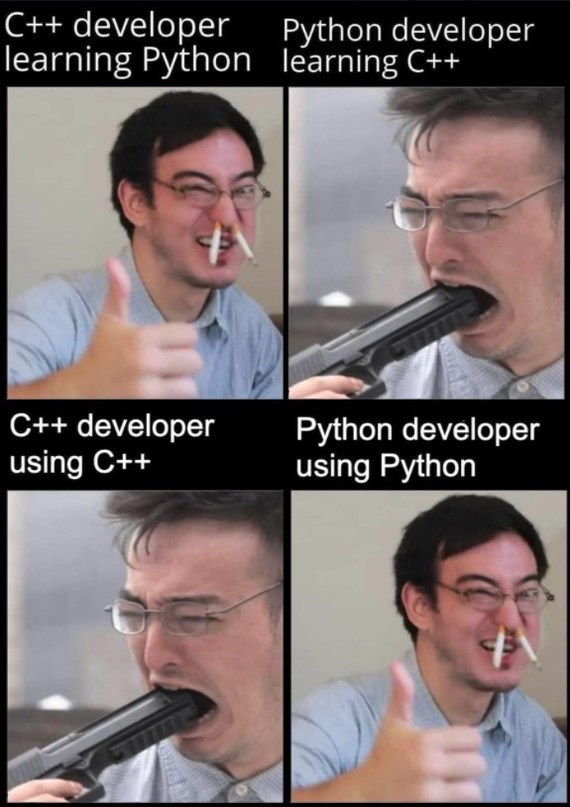 C++ developer
learning Python
Python developer
learning C++
C++ developer
using C++
Python developer
using Python